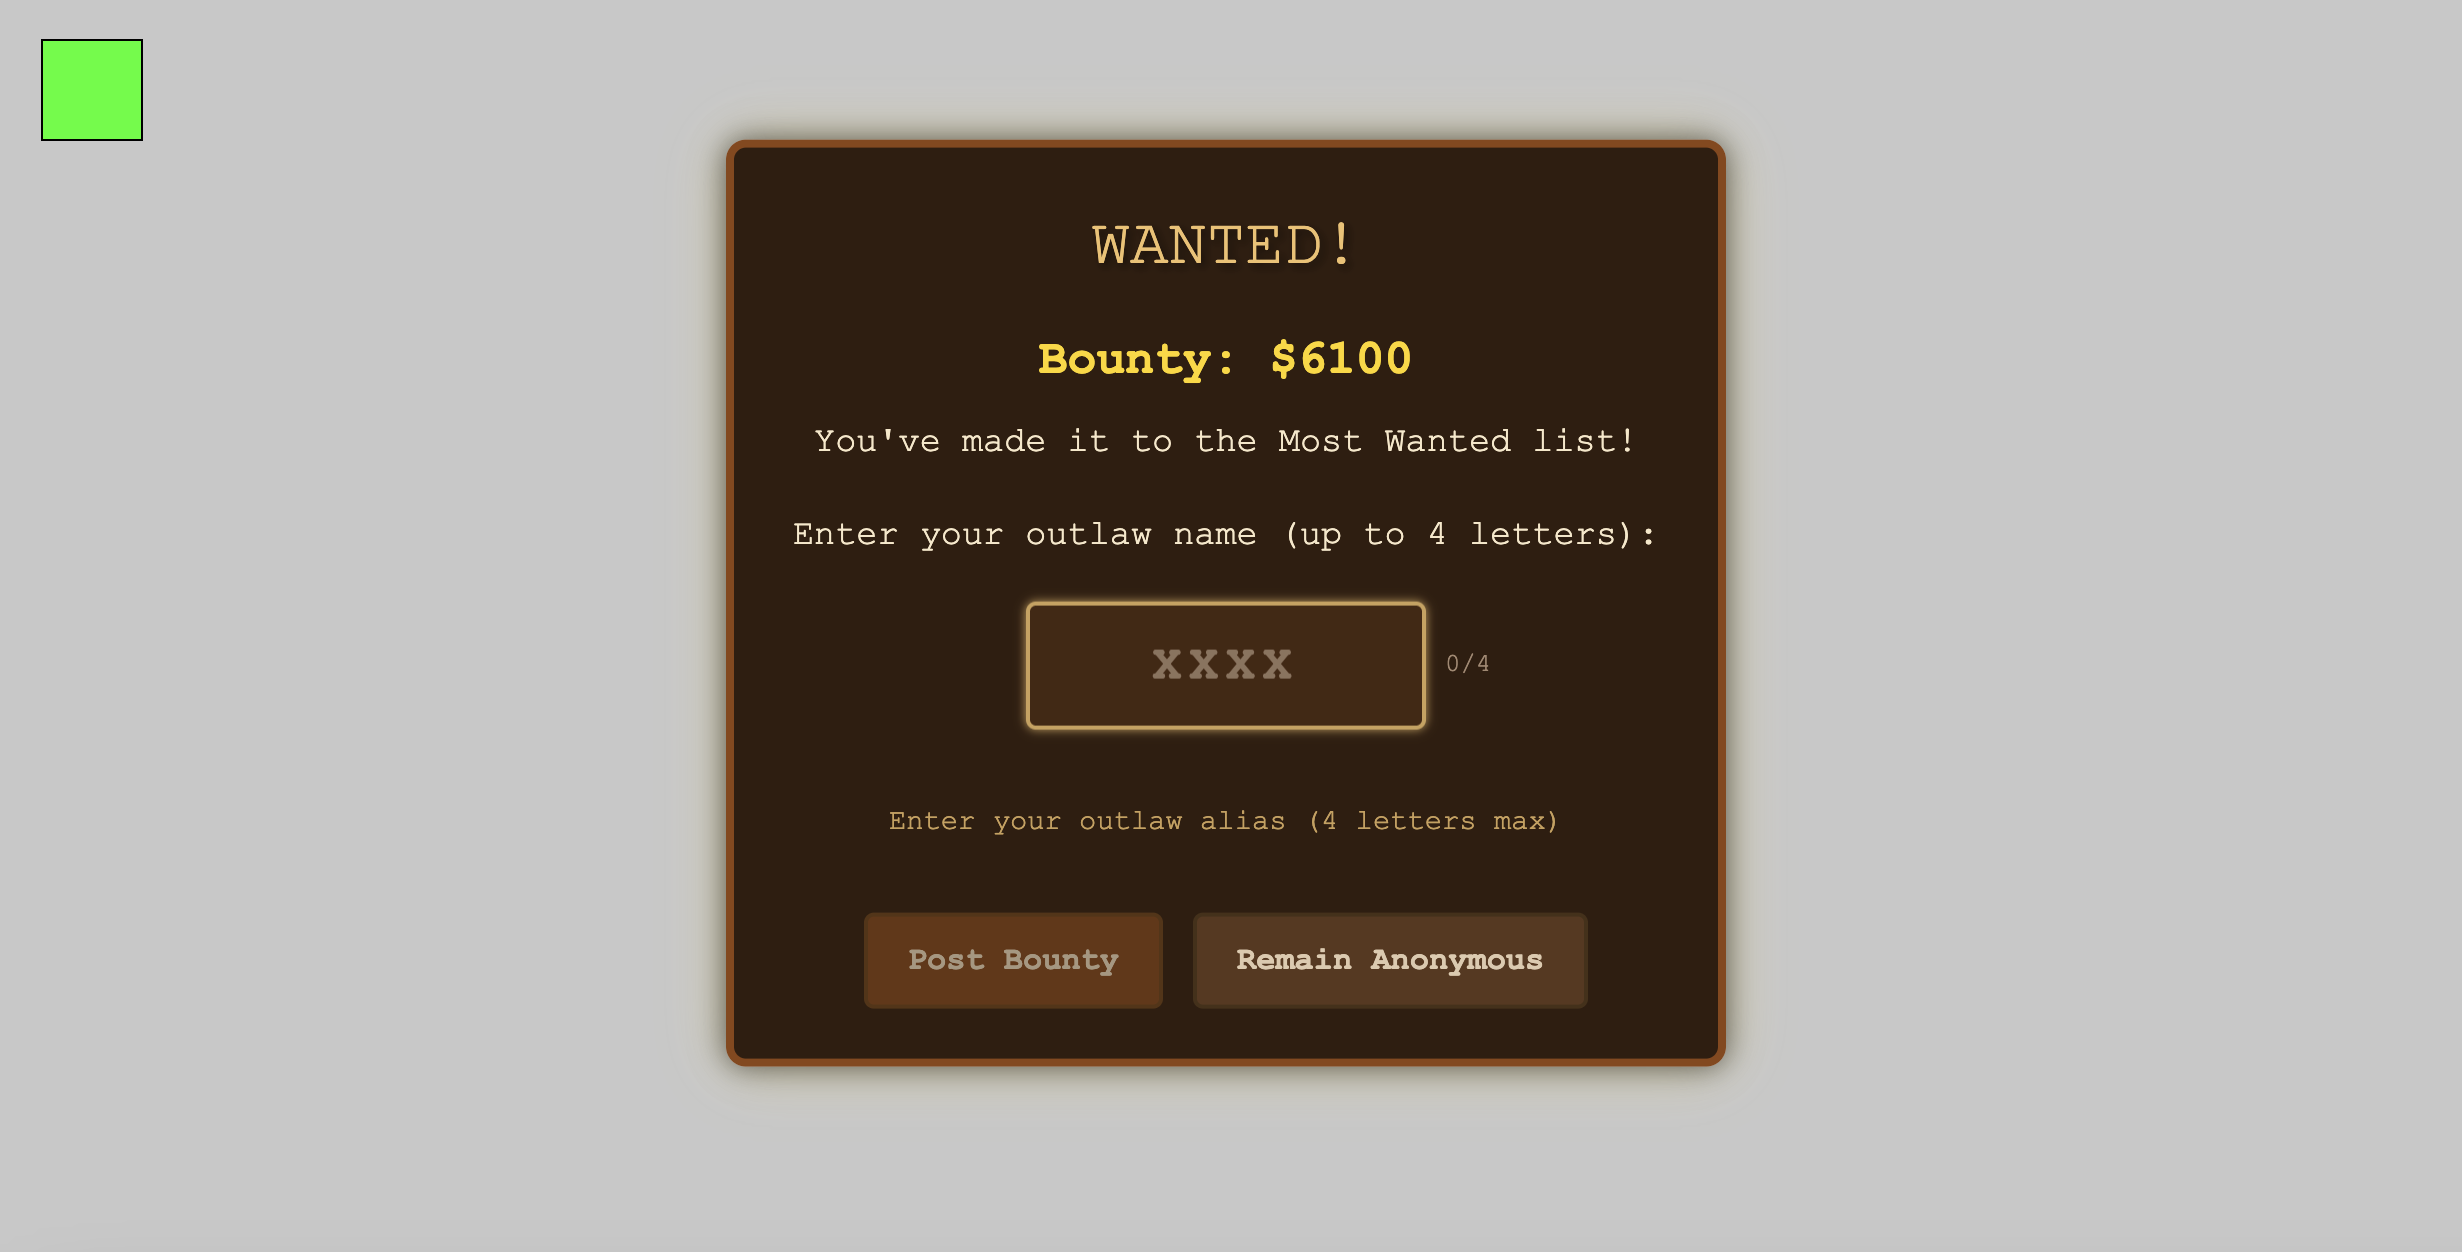 WANTED!
Bounty: $6100
You've made it to the Most Wanted list!
Enter your outlaw name (up to 4 letters):
xxxx
0/4
Enter your outlaw alias (4 letters max)
Post Bounty
Remain Anonymous